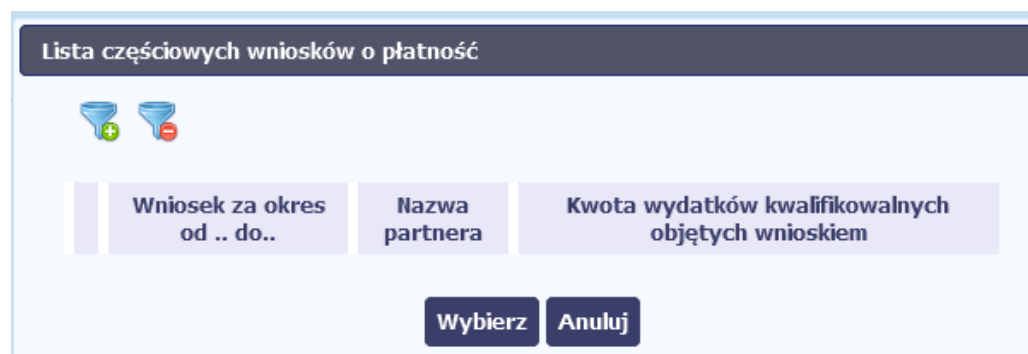 Lista częściowych wniosków o płatność
Wniosek za okres
od .. do..
Nazwa
partnera
Kwota wydatków kwalifikowalnych
objętych wnioskiem
Wybierz
Anuluj